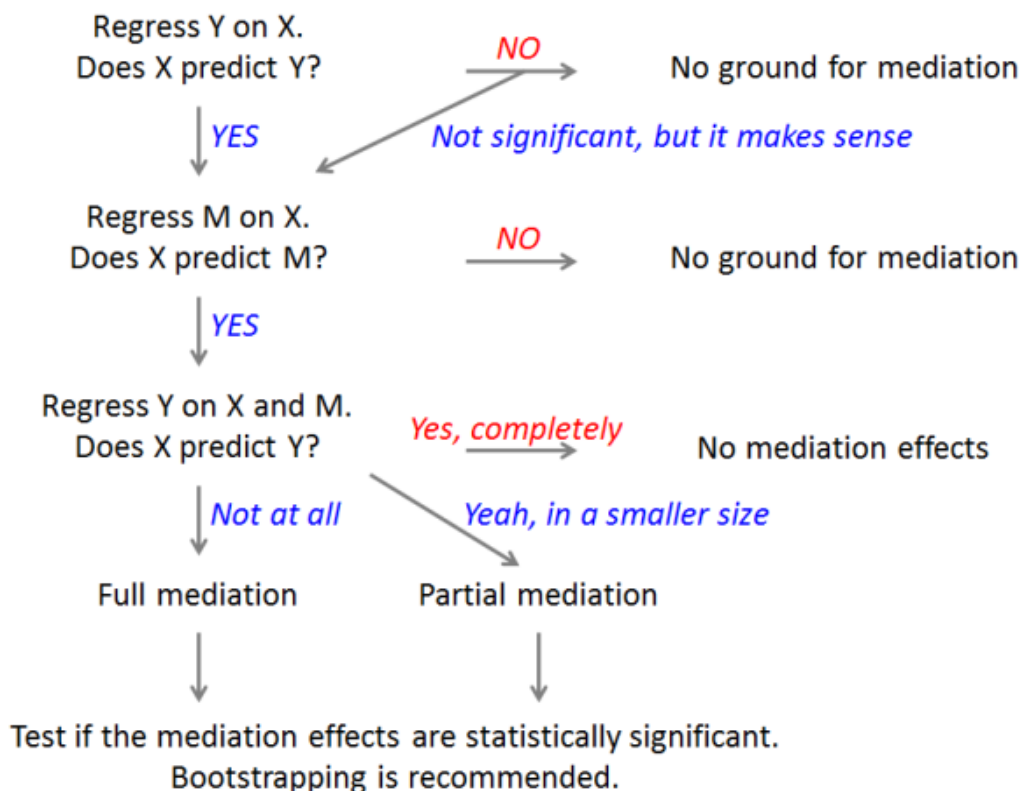 Regress Y on X.
Does X predict Y?
NO
No ground for mediation
YES
Not significant, but it makes sense
Regress M on X.
Does X predict M?
NO
No ground for mediation
YES
Regress Y on X and M.
Does X predict Y?
Yes, completely
No mediation effects
Not at all
Yeah, in a smaller size
Full mediation
Partial mediation
Test if the mediation effects are statistically significant.
Bootstrapping is recommended.